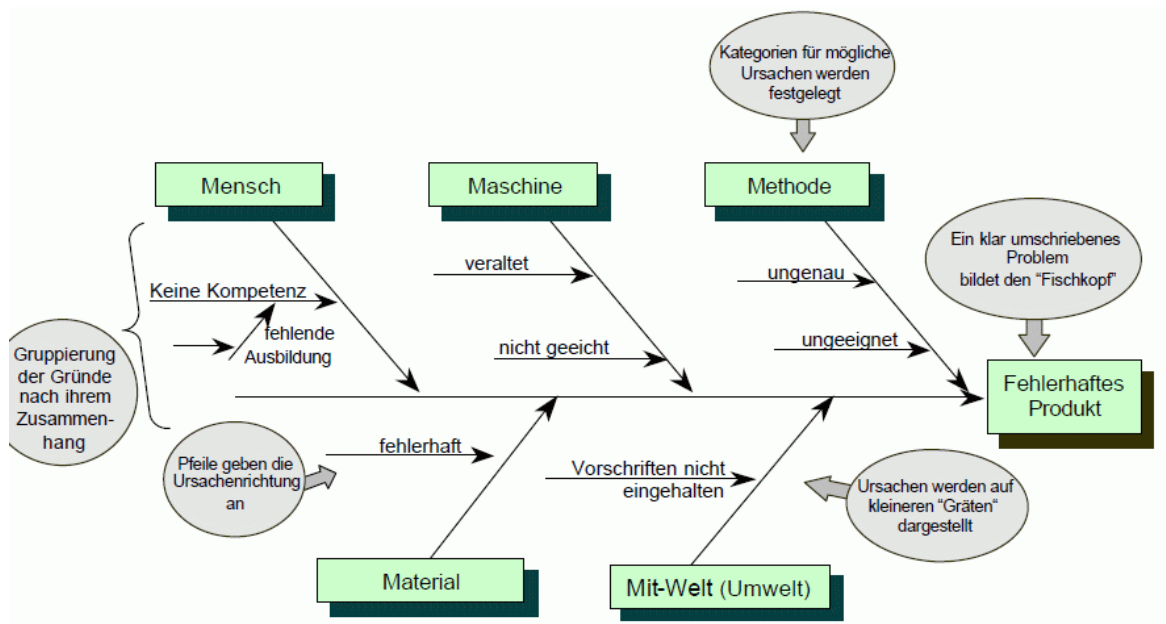 Kategorien für mögliche
Ursachen werden
festgelegt
Mensch
Maschine
Methode
Ein klar umschriebenes
Problem
bildet den “Fischkopf”
veraltet
ungenau
Keine Kompetenz
fehlende
Ausbildung
nicht geeicht
ungeeignet
Gruppierung
der Gründe
nach ihrem
Zusammen-
hang
Fehlerhaftes
Produkt
Pfeile geben die
Ursachenrichtung
an
fehlerhaft
Vorschriften nicht
eingehalten
Ursachen werden auf
kleineren “Gräten“
dargestellt
Material
Mit-Welt (Umwelt)